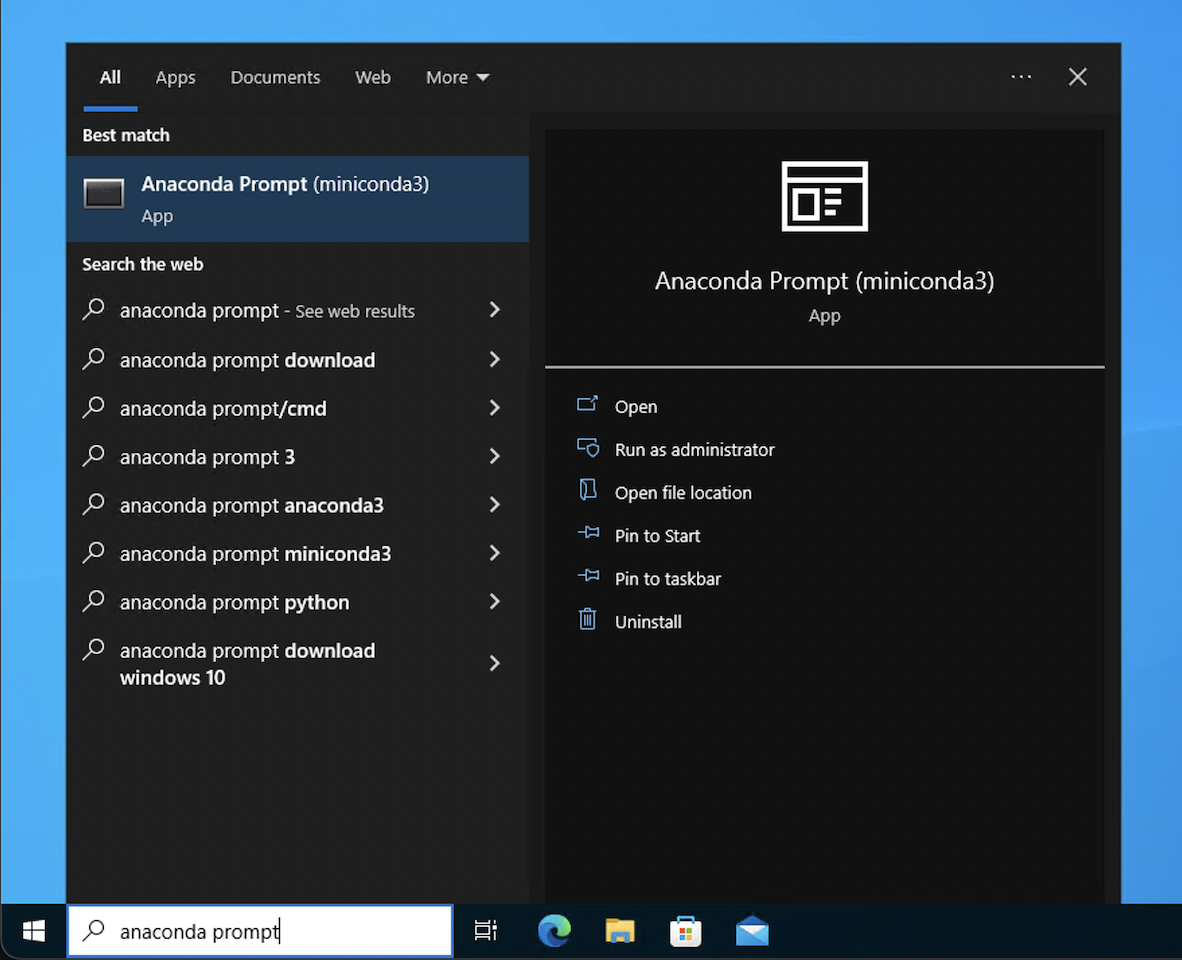 All Apps Documents Web More
Best match
Anaconda Prompt (miniconda3)
App
Search the web
anaconda prompt - See web results
anaconda prompt download
anaconda prompt/cmd
anaconda prompt 3
anaconda prompt anaconda3
anaconda prompt miniconda3
anaconda prompt python
anaconda prompt download
windows 10
Anaconda Prompt (miniconda3)
App
Open
Run as administrator
Open file location
Pin to Start
Pin to taskbar
Uninstall
anaconda prompt